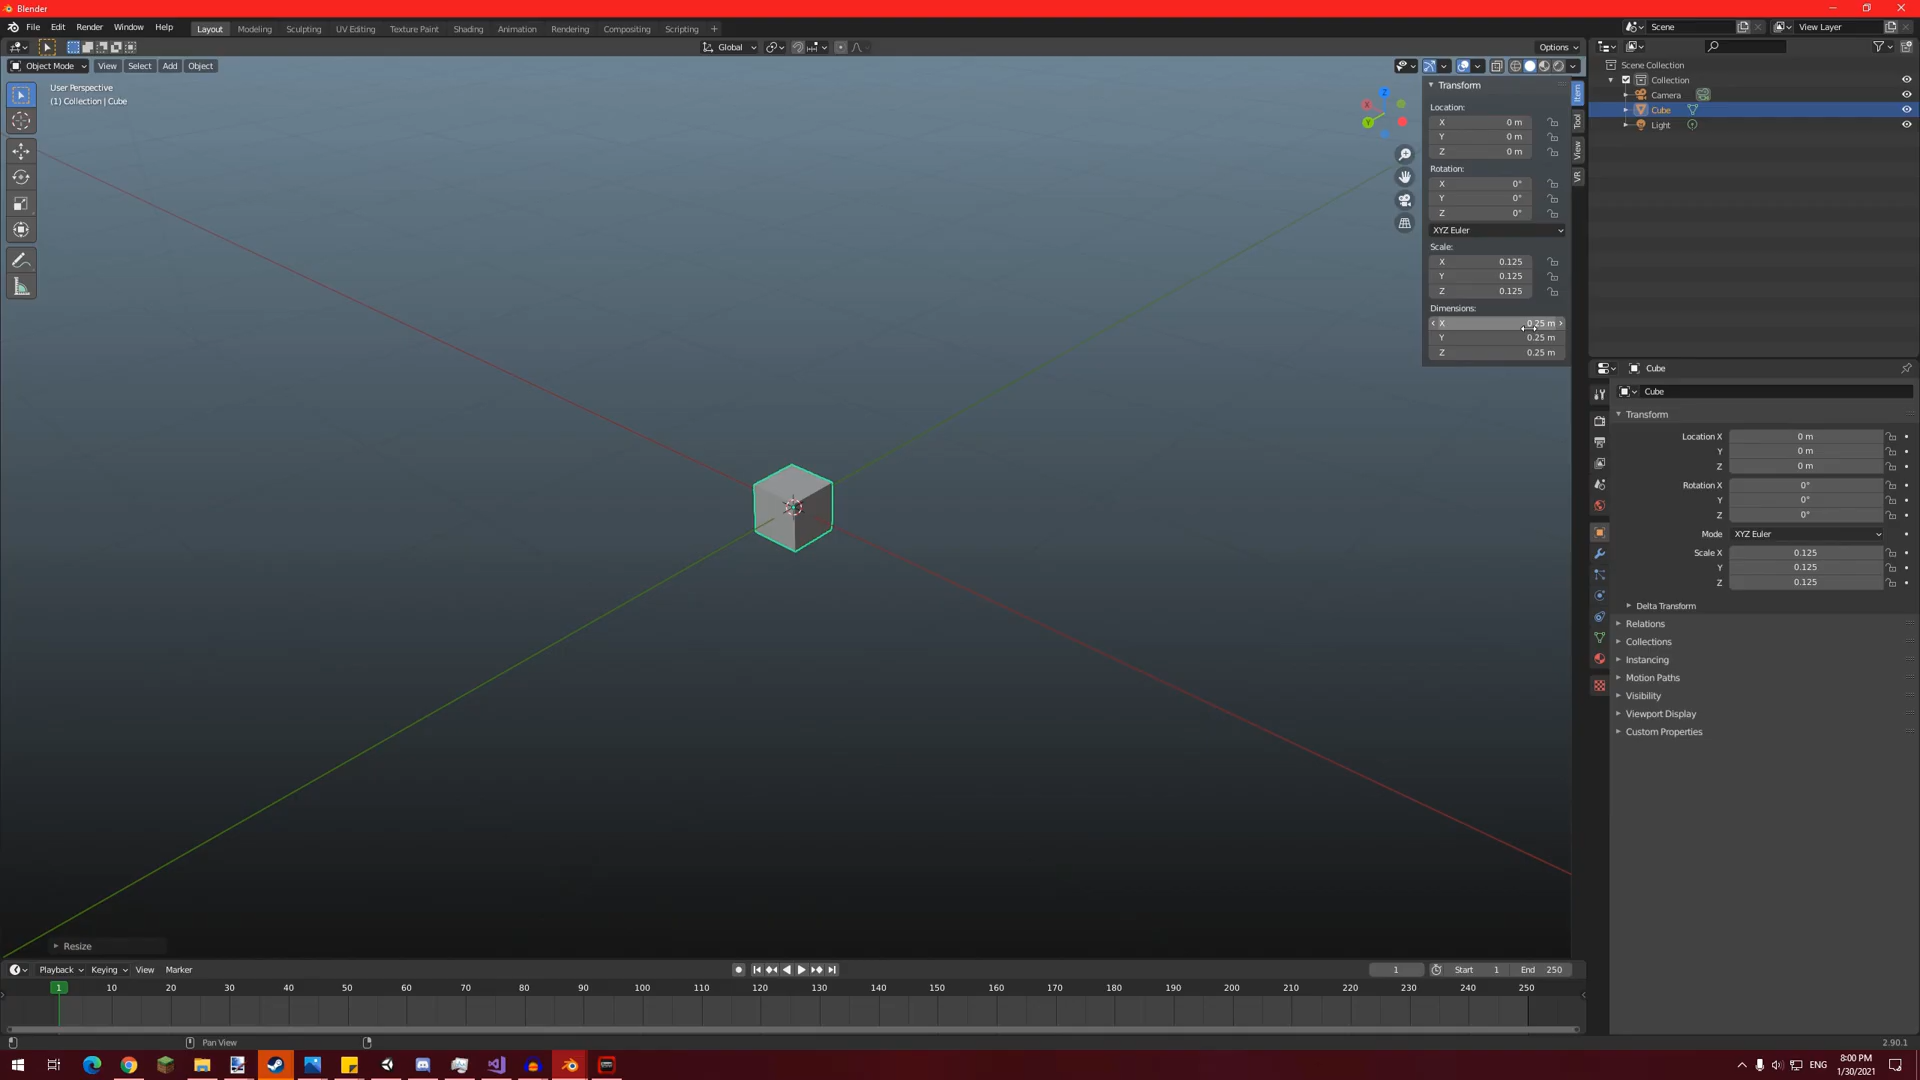 Blender
File Edit Render Window Help
Layout Modeling Sculpting UV Editing Texture Paint Shading Animation Rendering Compositing Scripting +
Scene
View Layer
Global
Options
Object Mode View Select Add Object
User Perspective
(1) Collection | Cube
X
Y
Z
Transform
Location:
X 0 m
Y 0 m
Z 0 m
Rotation:
X 0°
Y 0°
Z 0°
XYZ Euler
Scale:
X 0.125
Y 0.125
Z 0.125
Dimensions:
X 0.25 m
Y 0.25 m
Z 0.25 m
Item
Tool
View
VR
Scene Collection
Collection
Camera
Cube
Light
Cube
Cube
Transform
Location X 0 m
Y 0 m
Z 0 m
Rotation X 0°
Y 0°
Z 0°
Mode XYZ Euler
Scale X 0.125
Y 0.125
Z 0.125
Delta Transform
Relations
Collections
Instancing
Motion Paths
Visibility
Viewport Display
Custom Properties
Resize
Playback Keying View Marker
1 Start 1 End 250
1 10 20 30 40 50 60 70 80 90 100 110 120 130 140 150 160 170 180 190 200 210 220 230 240 250
Pan View
2.90.1
ENG
8:00 PM
1/30/2021